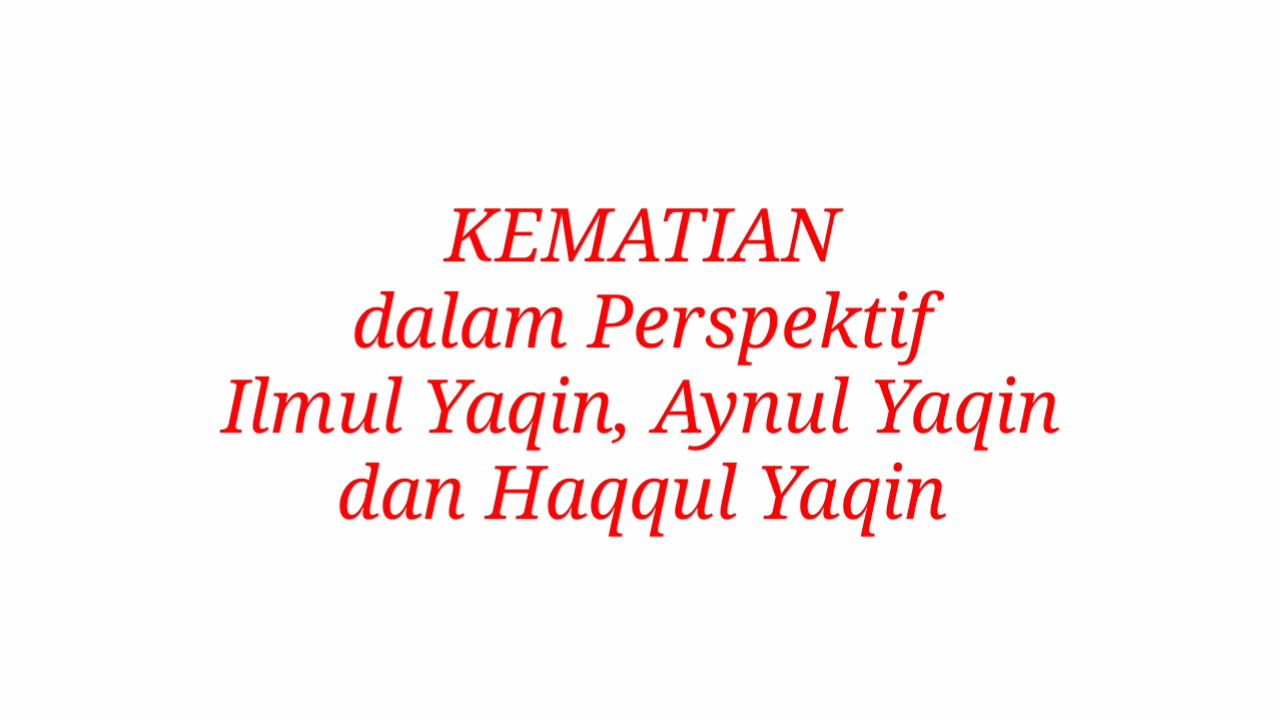 KEMATIAN
dalam Perspektif
Ilmul Yaqin, Aynul Yaqin
dan Haqqul Yaqin